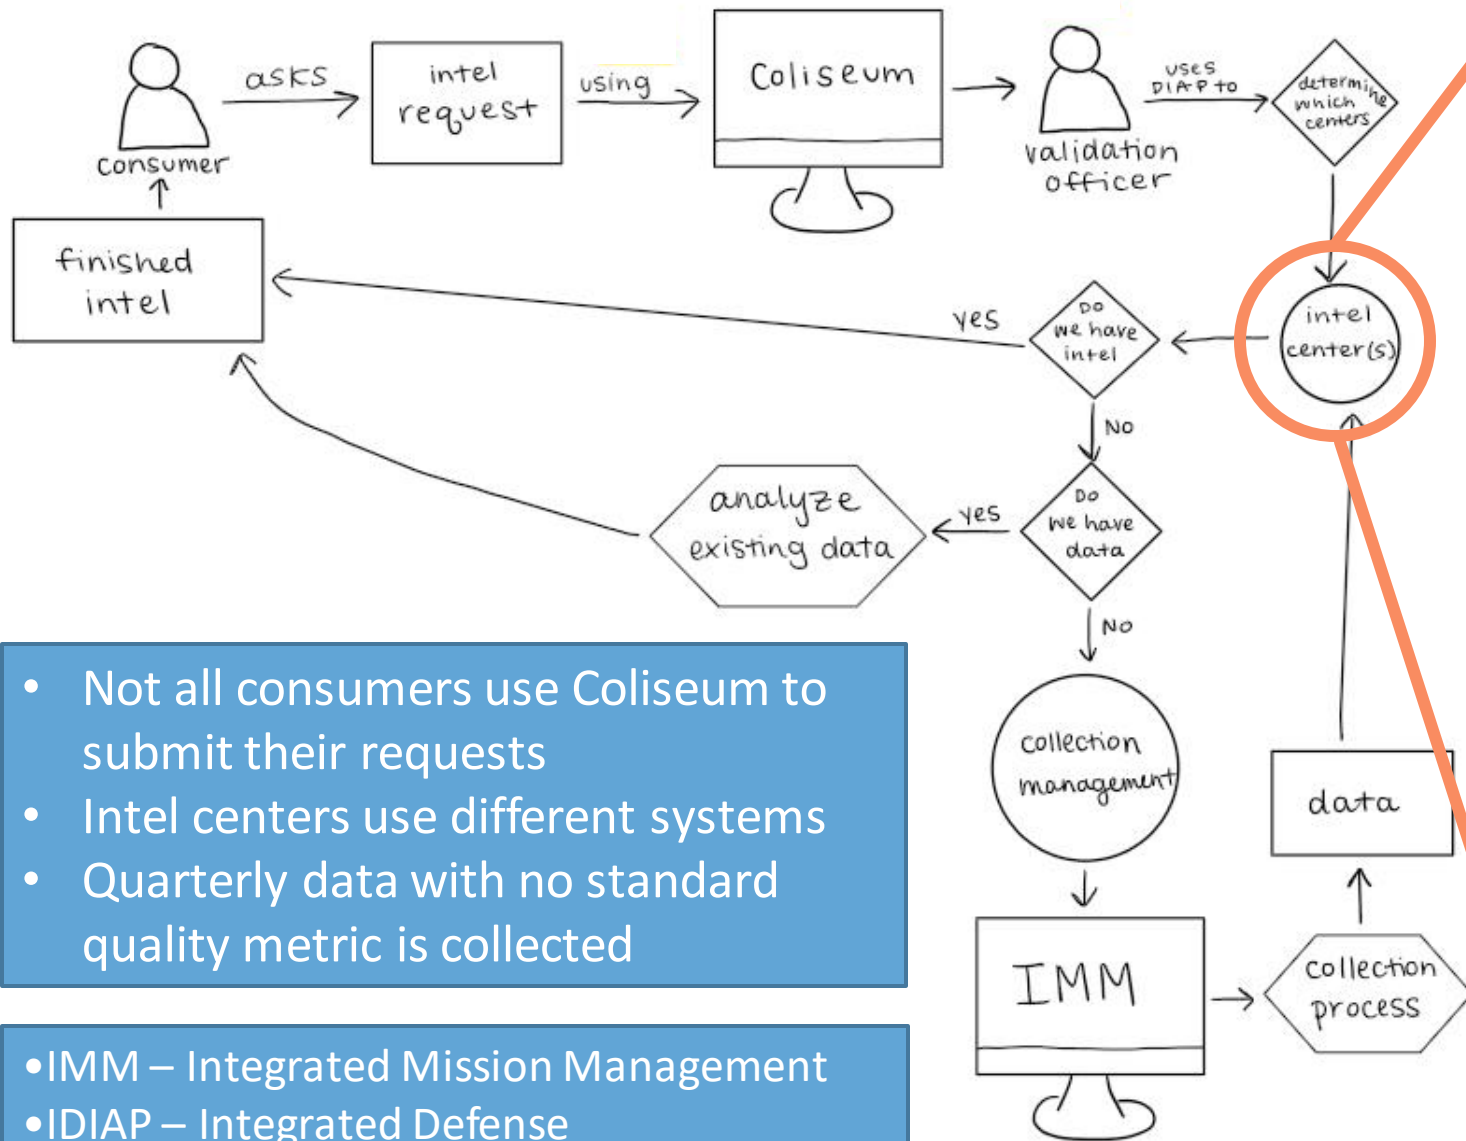 asks
intel
request
using
Coliseum
uses
DIAP to
determine
which
centers
consumer
validation
officer
finished
intel
yes
Do
we have
intel
intel
center(s)
No
analyze
existing data
yes
Do
we have
data
No
• Not all consumers use Coliseum to
submit their requests
• Intel centers use different systems
• Quarterly data with no standard
quality metric is collected
collection
management
data
IMM
collection
process
•IMM – Integrated Mission Management
•IDIAP – Integrated Defense